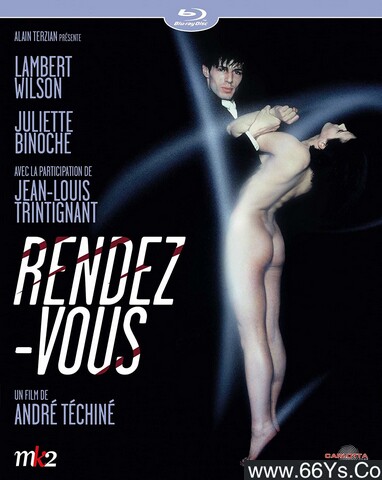 Blu-ray Disc
ALAIN TERZIAN PRÉSENTE
LAMBERT
WILSON
JULIETTE
BINOCHE
AVEC LA PARTICIPATION DE
JEAN-LOUIS
TRINTIGNANT
RENDEZ
-VOUS
UN FILM DE
ANDRÉ TÉCHINÉ
mk2
CARLOTTA
www.66Ys.Co